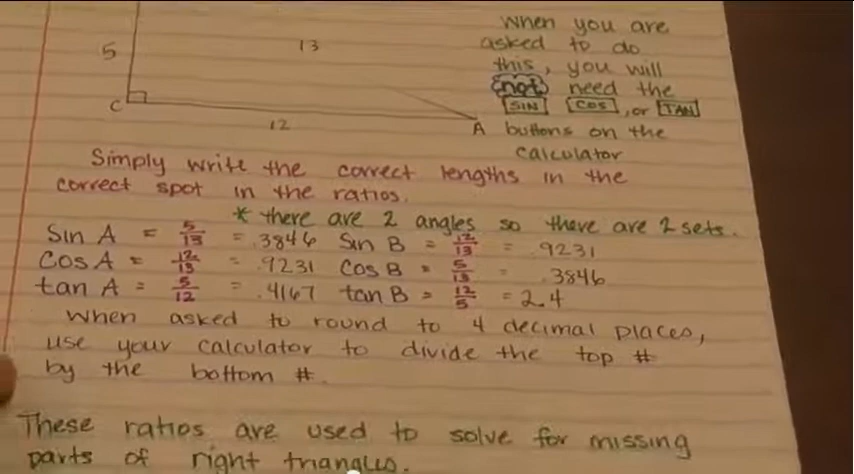 When you are
asked to do
this, you will
not need the
SIN COS, or TAN
buttons on the
calculator
5
13
C
12
A
Simply write the correct lengths in the
correct spot in the ratios.
* there are 2 angles so there are 2 sets.
Sin A = 5/13 = .3846 Sin B = 12/13 = .9231
Cos A = 12/13 = .9231 Cos B = 5/13 = .3846
tan A = 5/12 = .4167 tan B = 12/5 = 2.4
When asked to round to 4 decimal places,
use your calculator to divide the top #
by the bottom #.
These ratios are used to solve for missing
parts of right triangles.